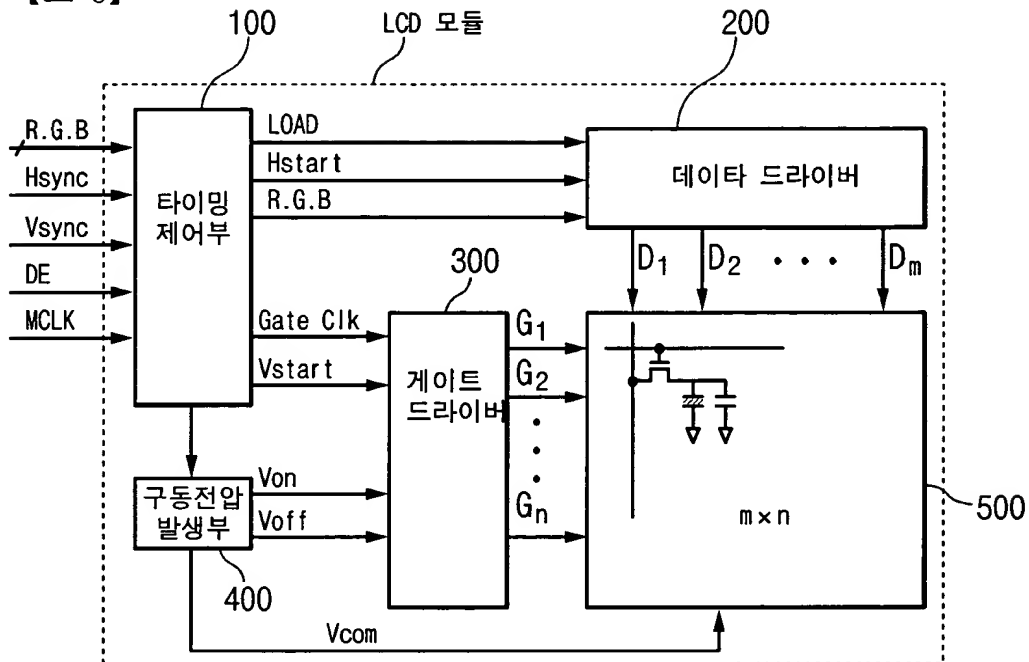 100
LCD 모듈
200
R.G.B
Hsync
Vsync
DE
MCLK
타이밍
제어부
LOAD
Hstart
R.G.B
데이타 드라이버
D1 D2 · · · Dm
300
Gate Clk
Vstart
게이트
드라이버
G1
G2
Gn
m×n
500
구동전압
발생부
Von
Voff
400
Vcom